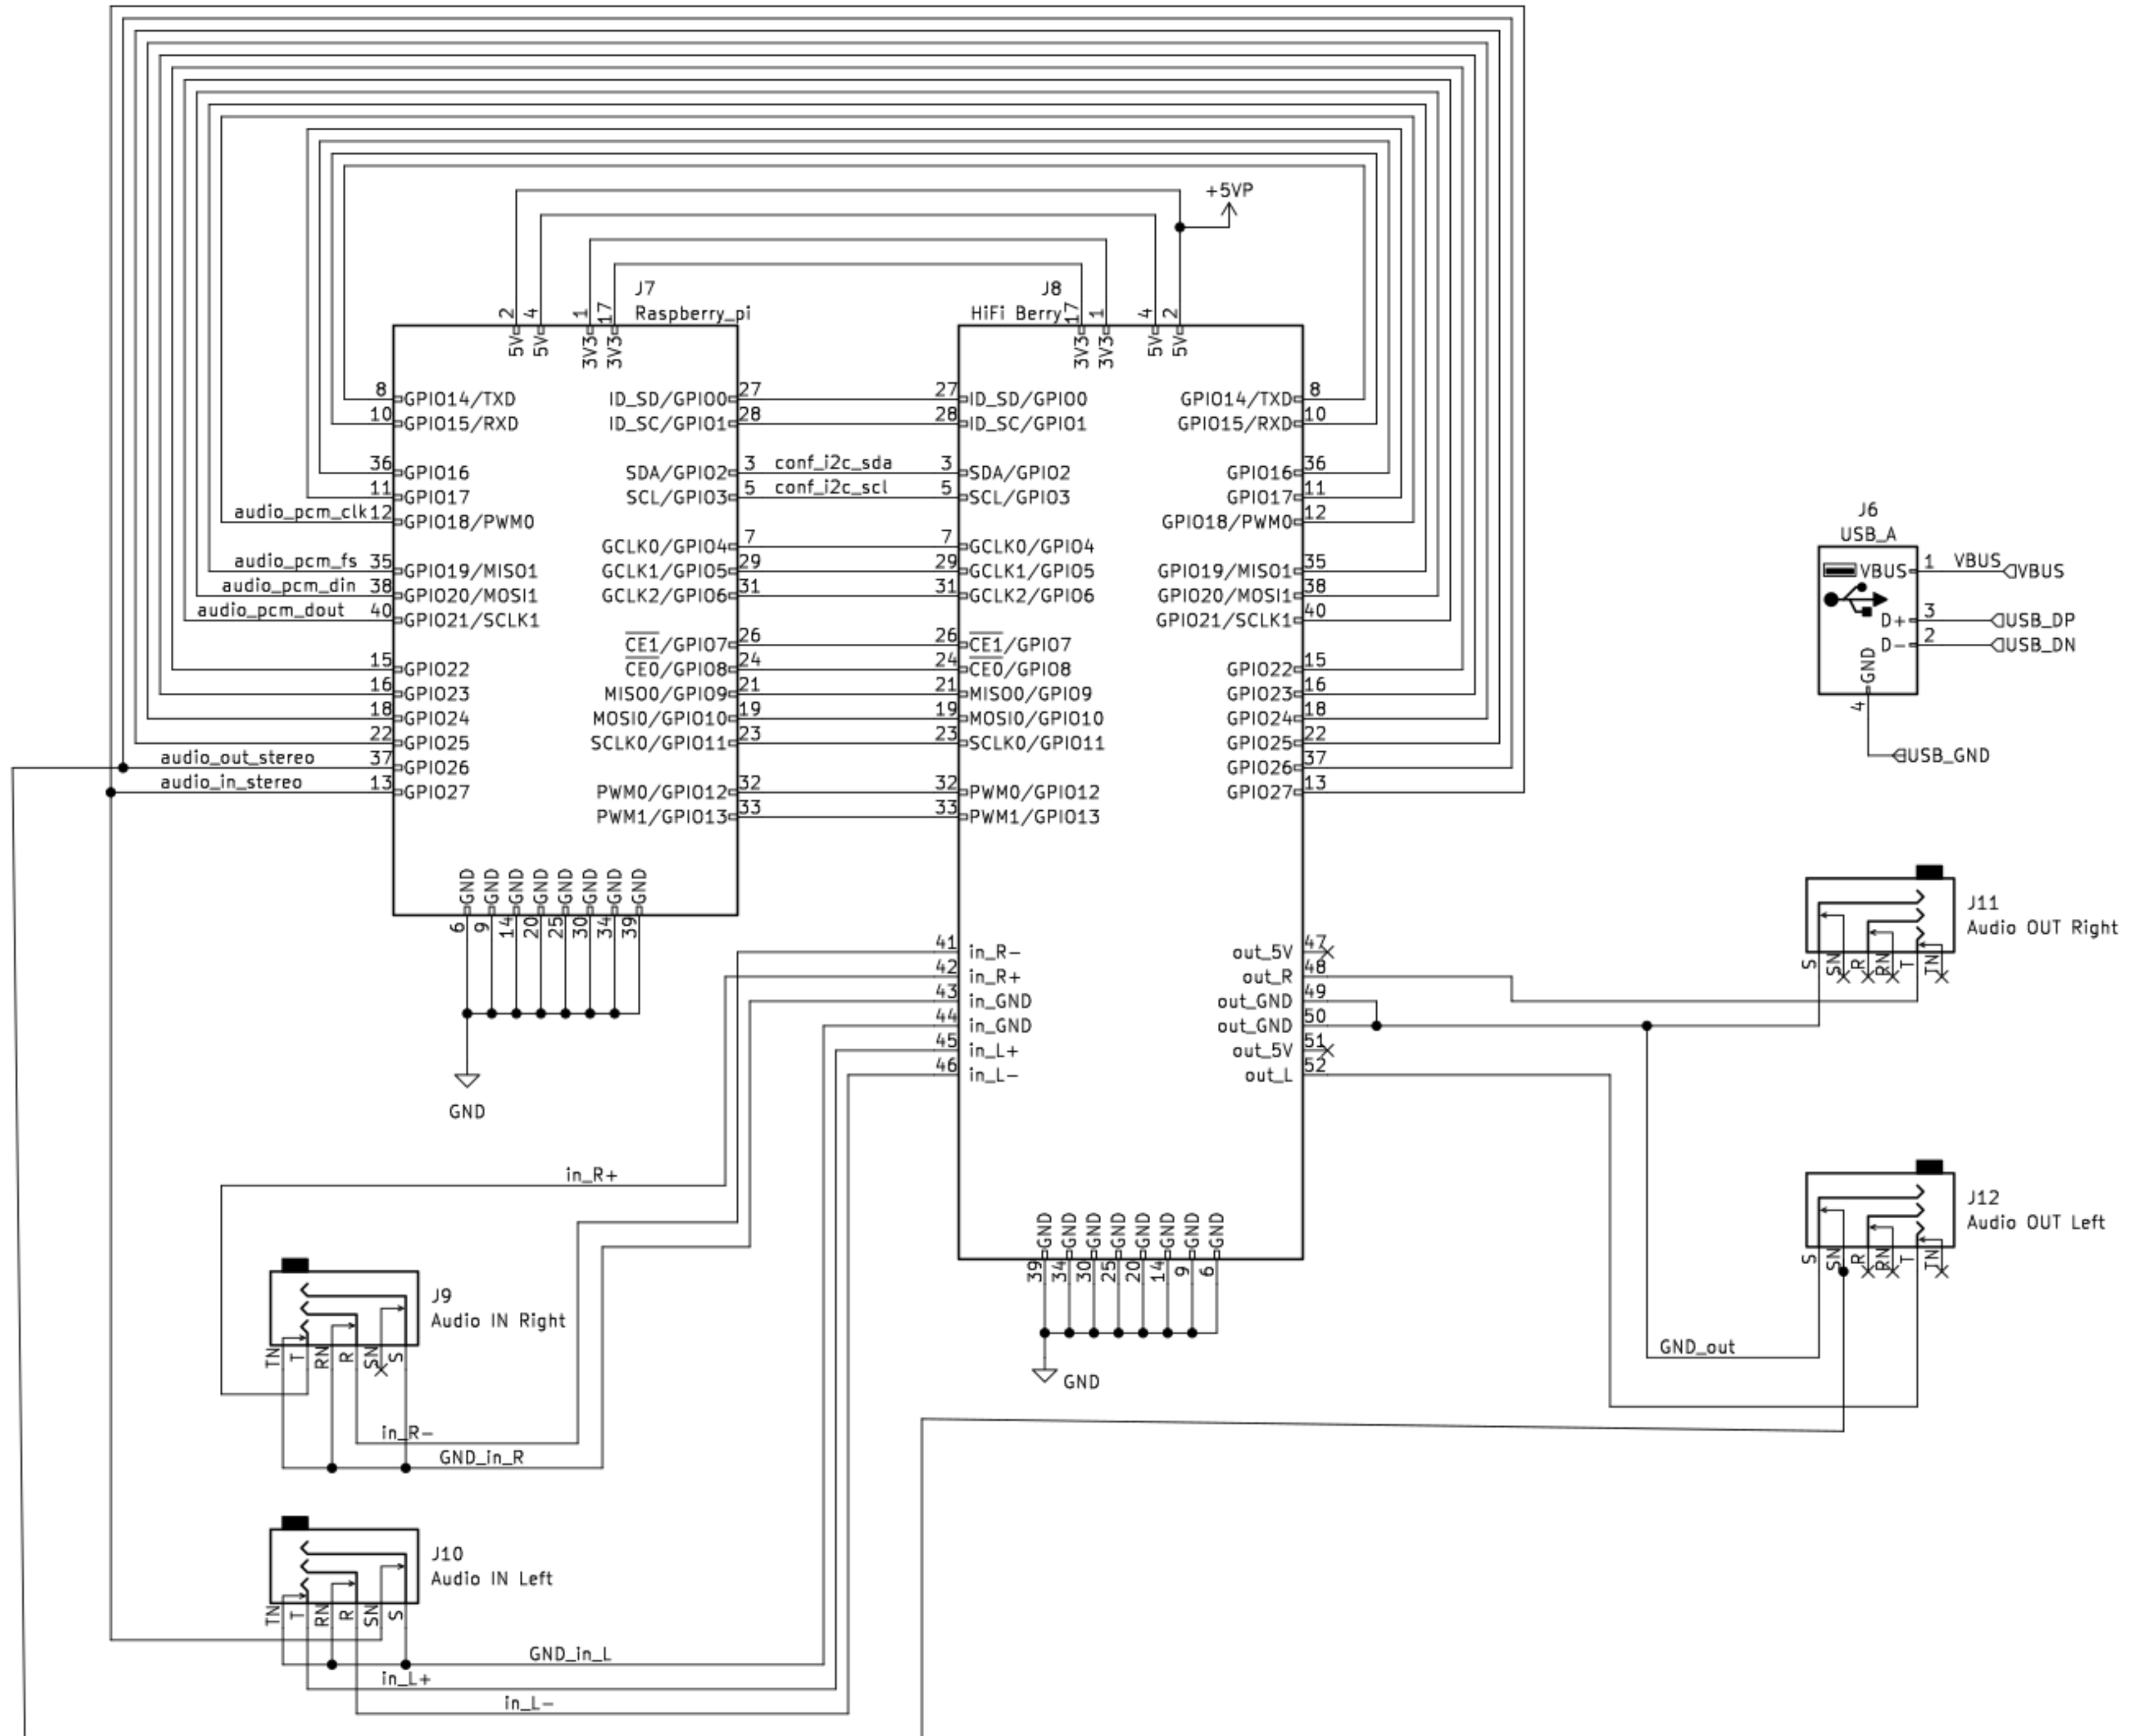 +5VP
J7
Raspberry_pi
J8
HiFi Berry
2 4 1 17
5V 5V 3V3 3V3
17 1 4 2
3V3 3V3 5V 5V
8 GPIO14/TXD ID_SD/GPIO0 27
10 GPIO15/RXD ID_SC/GPIO1 28
36 GPIO16 SDA/GPIO2 3 conf_i2c_sda
11 GPIO17 SCL/GPIO3 5 conf_i2c_scl
audio_pcm_clk 12 GPIO18/PWM0
GCLK0/GPIO4 7
audio_pcm_fs 35 GPIO19/MISO1 GCLK1/GPIO5 29
audio_pcm_din 38 GPIO20/MOSI1 GCLK2/GPIO6 31
audio_pcm_dout 40 GPIO21/SCLK1
CE1/GPIO7 26
15 GPIO22 CE0/GPIO8 24
16 GPIO23 MISO0/GPIO9 21
18 GPIO24 MOSI0/GPIO10 19
22 GPIO25 SCLK0/GPIO11 23
audio_out_stereo 37 GPIO26
audio_in_stereo 13 GPIO27 PWM0/GPIO12 32
PWM1/GPIO13 33
GND GND GND GND GND GND GND GND
6 9 14 20 25 30 34 39
GND
27 ID_SD/GPIO0 GPIO14/TXD 8
28 ID_SC/GPIO1 GPIO15/RXD 10
3 SDA/GPIO2 GPIO16 36
5 SCL/GPIO3 GPIO17 11
GPIO18/PWM0 12
7 GCLK0/GPIO4
29 GCLK1/GPIO5 GPIO19/MISO1 35
31 GCLK2/GPIO6 GPIO20/MOSI1 38
GPIO21/SCLK1 40
26 CE1/GPIO7
24 CE0/GPIO8 GPIO22 15
21 MISO0/GPIO9 GPIO23 16
19 MOSI0/GPIO10 GPIO24 18
23 SCLK0/GPIO11 GPIO25 22
GPIO26 37
32 PWM0/GPIO12 GPIO27 13
33 PWM1/GPIO13
41 in_R- out_5V 47
42 in_R+ out_R 48
43 in_GND out_GND 49
44 in_GND out_GND 50
45 in_L+ out_5V 51
46 in_L- out_L 52
GND GND GND GND GND GND GND GND
39 34 30 25 20 14 9 6
GND
J6
USB_A
VBUS 1 VBUS VBUS
D+ 3 USB_DP
D- 2 USB_DN
GND
4
USB_GND
J11
Audio OUT Right
S SN R RN T TN
J12
Audio OUT Left
S SN R RN T TN
GND_out
in_R+
J9
Audio IN Right
TN T RN R SN S
in_R-
GND_in_R
J10
Audio IN Left
TN T RN R SN S
GND_in_L
in_L+
in_L-